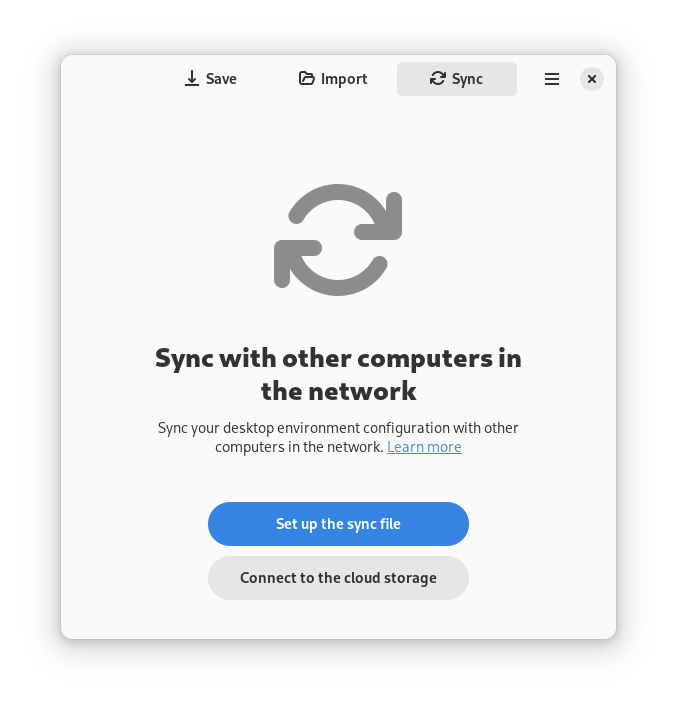 Save
Import
Sync
Sync with other computers in
the network
Sync your desktop environment configuration with other
computers in the network. Learn more
Set up the sync file
Connect to the cloud storage